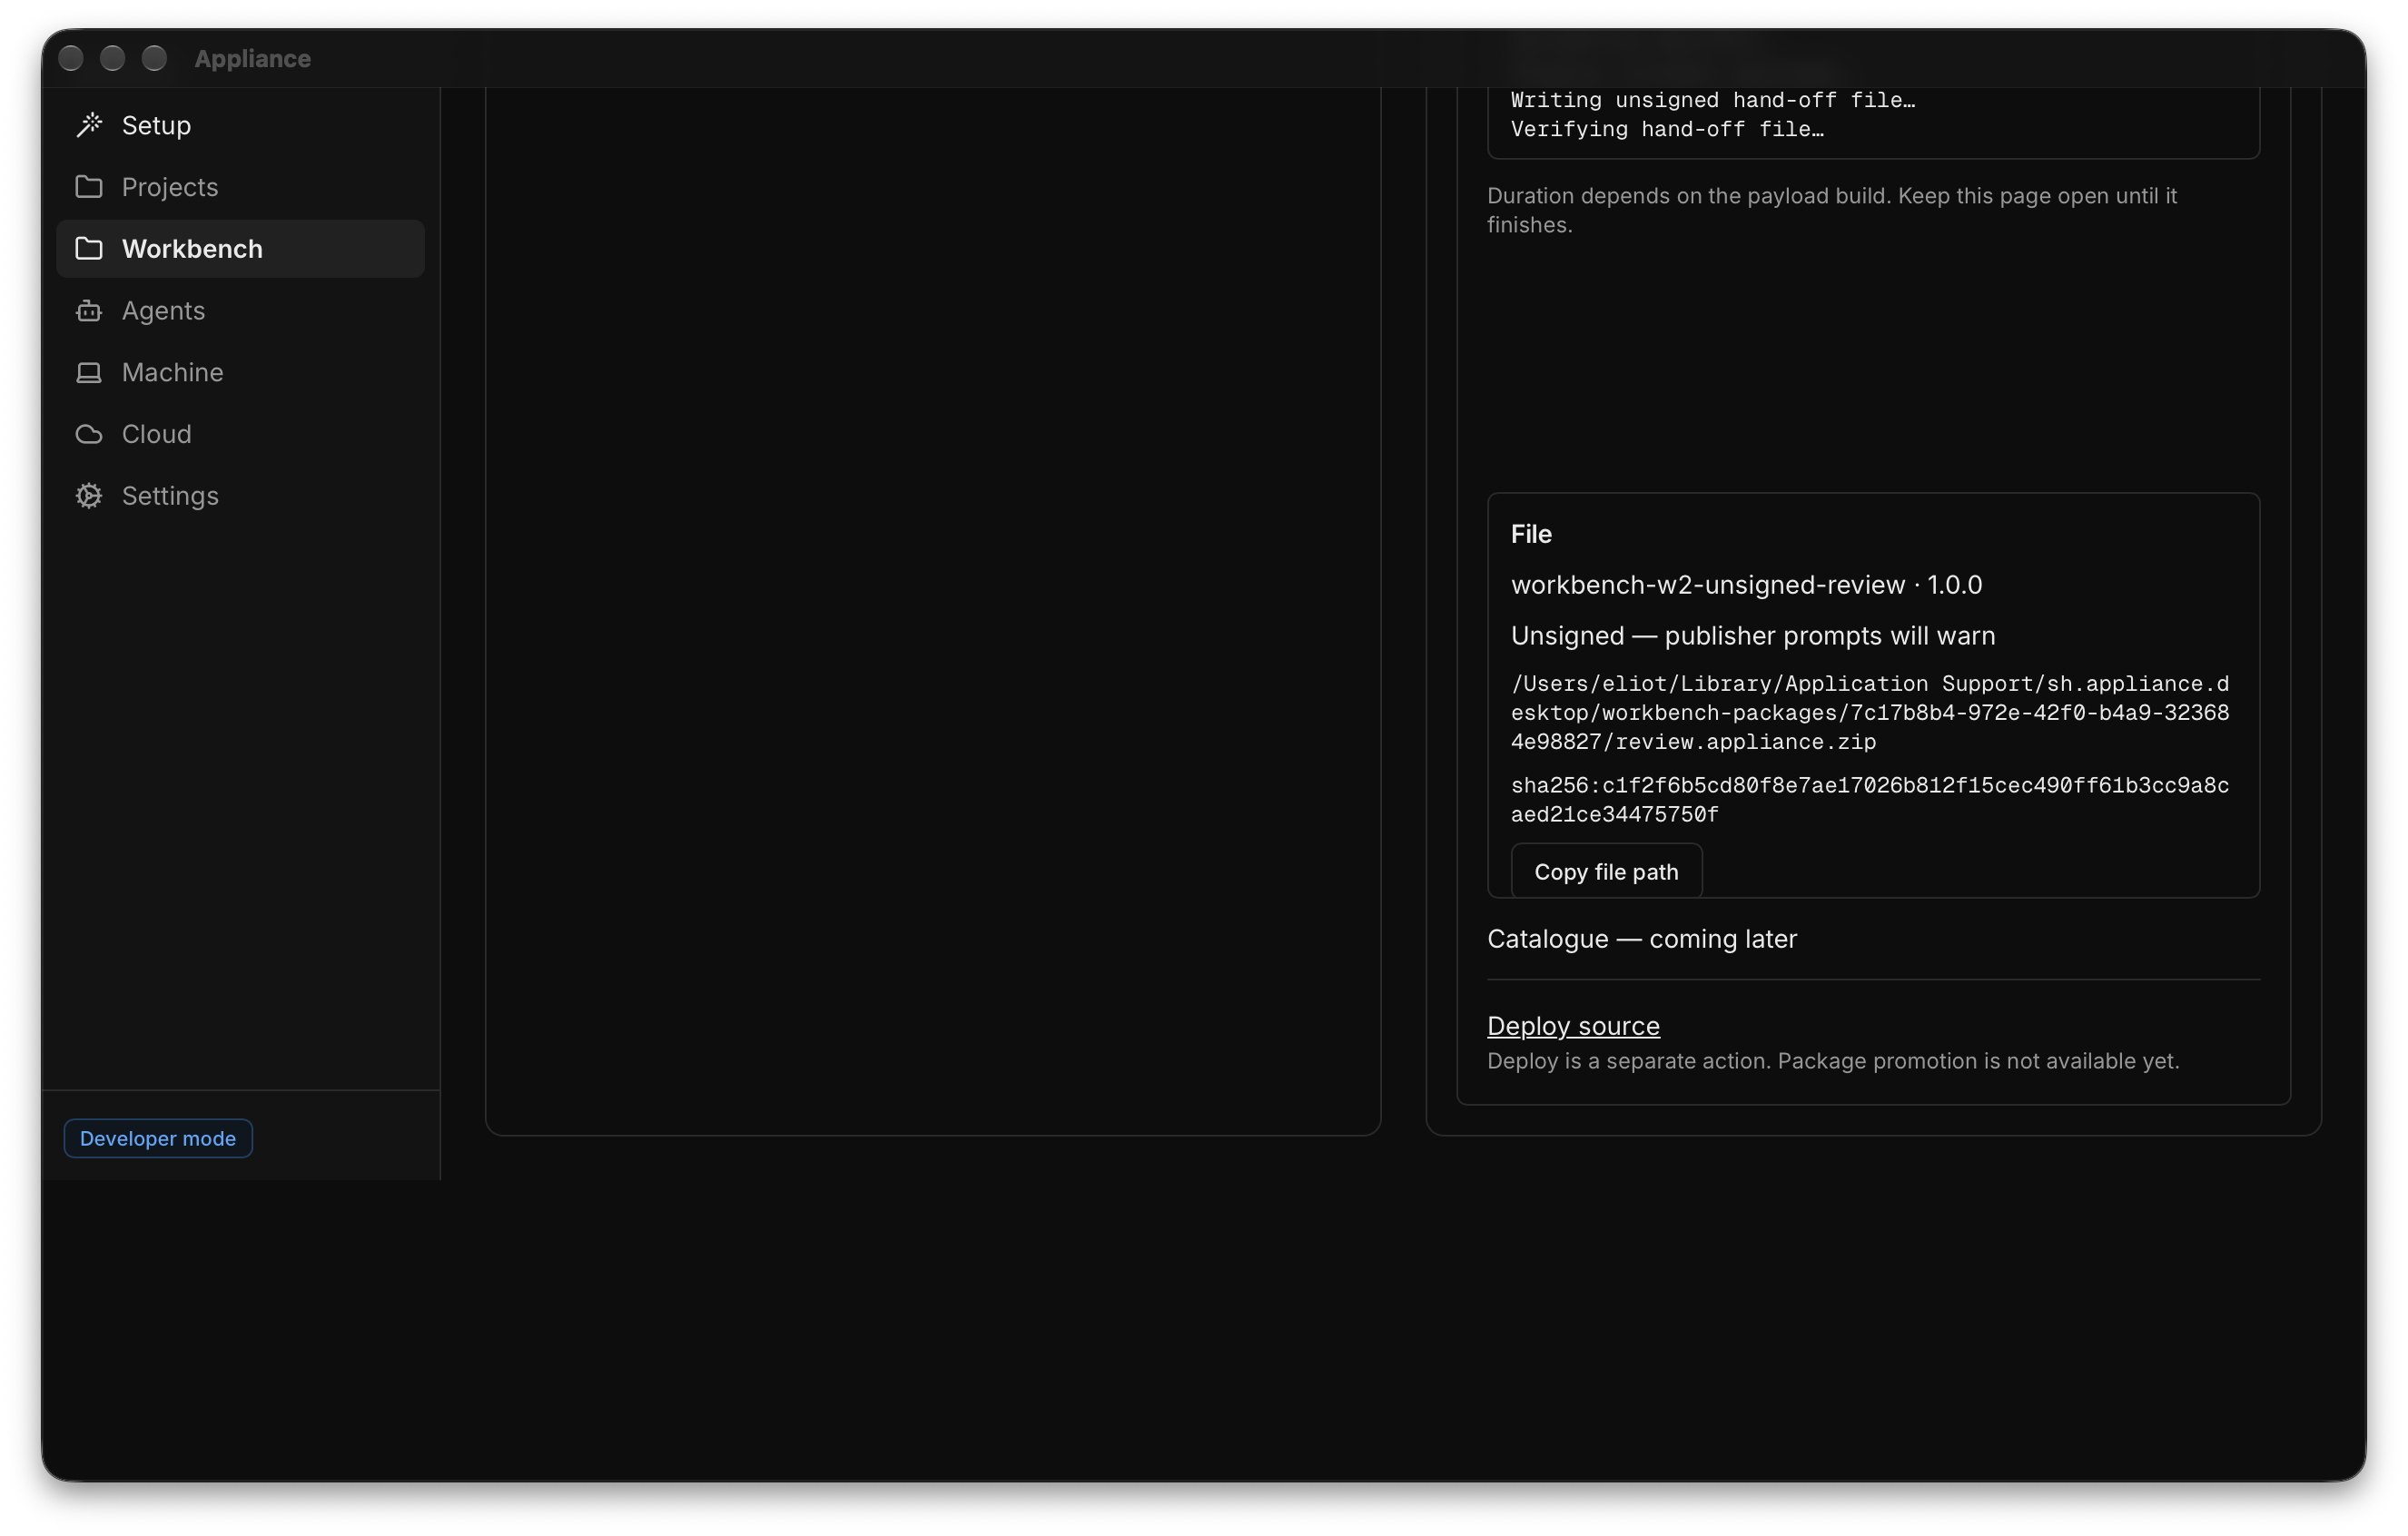 Appliance
Setup
Projects
Workbench
Agents
Machine
Cloud
Settings
Developer mode
Writing unsigned hand-off file…
Verifying hand-off file…
Duration depends on the payload build. Keep this page open until it
finishes.
File
workbench-w2-unsigned-review · 1.0.0
Unsigned — publisher prompts will warn
/Users/eliot/Library/Application Support/sh.appliance.d
esktop/workbench-packages/7c17b8b4-972e-42f0-b4a9-32368
4e98827/review.appliance.zip
sha256:c1f2f6b5cd80f8e7ae17026b812f15cec490ff61b3cc9a8c
aed21ce34475750f
Copy file path
Catalogue — coming later
Deploy source
Deploy is a separate action. Package promotion is not available yet.